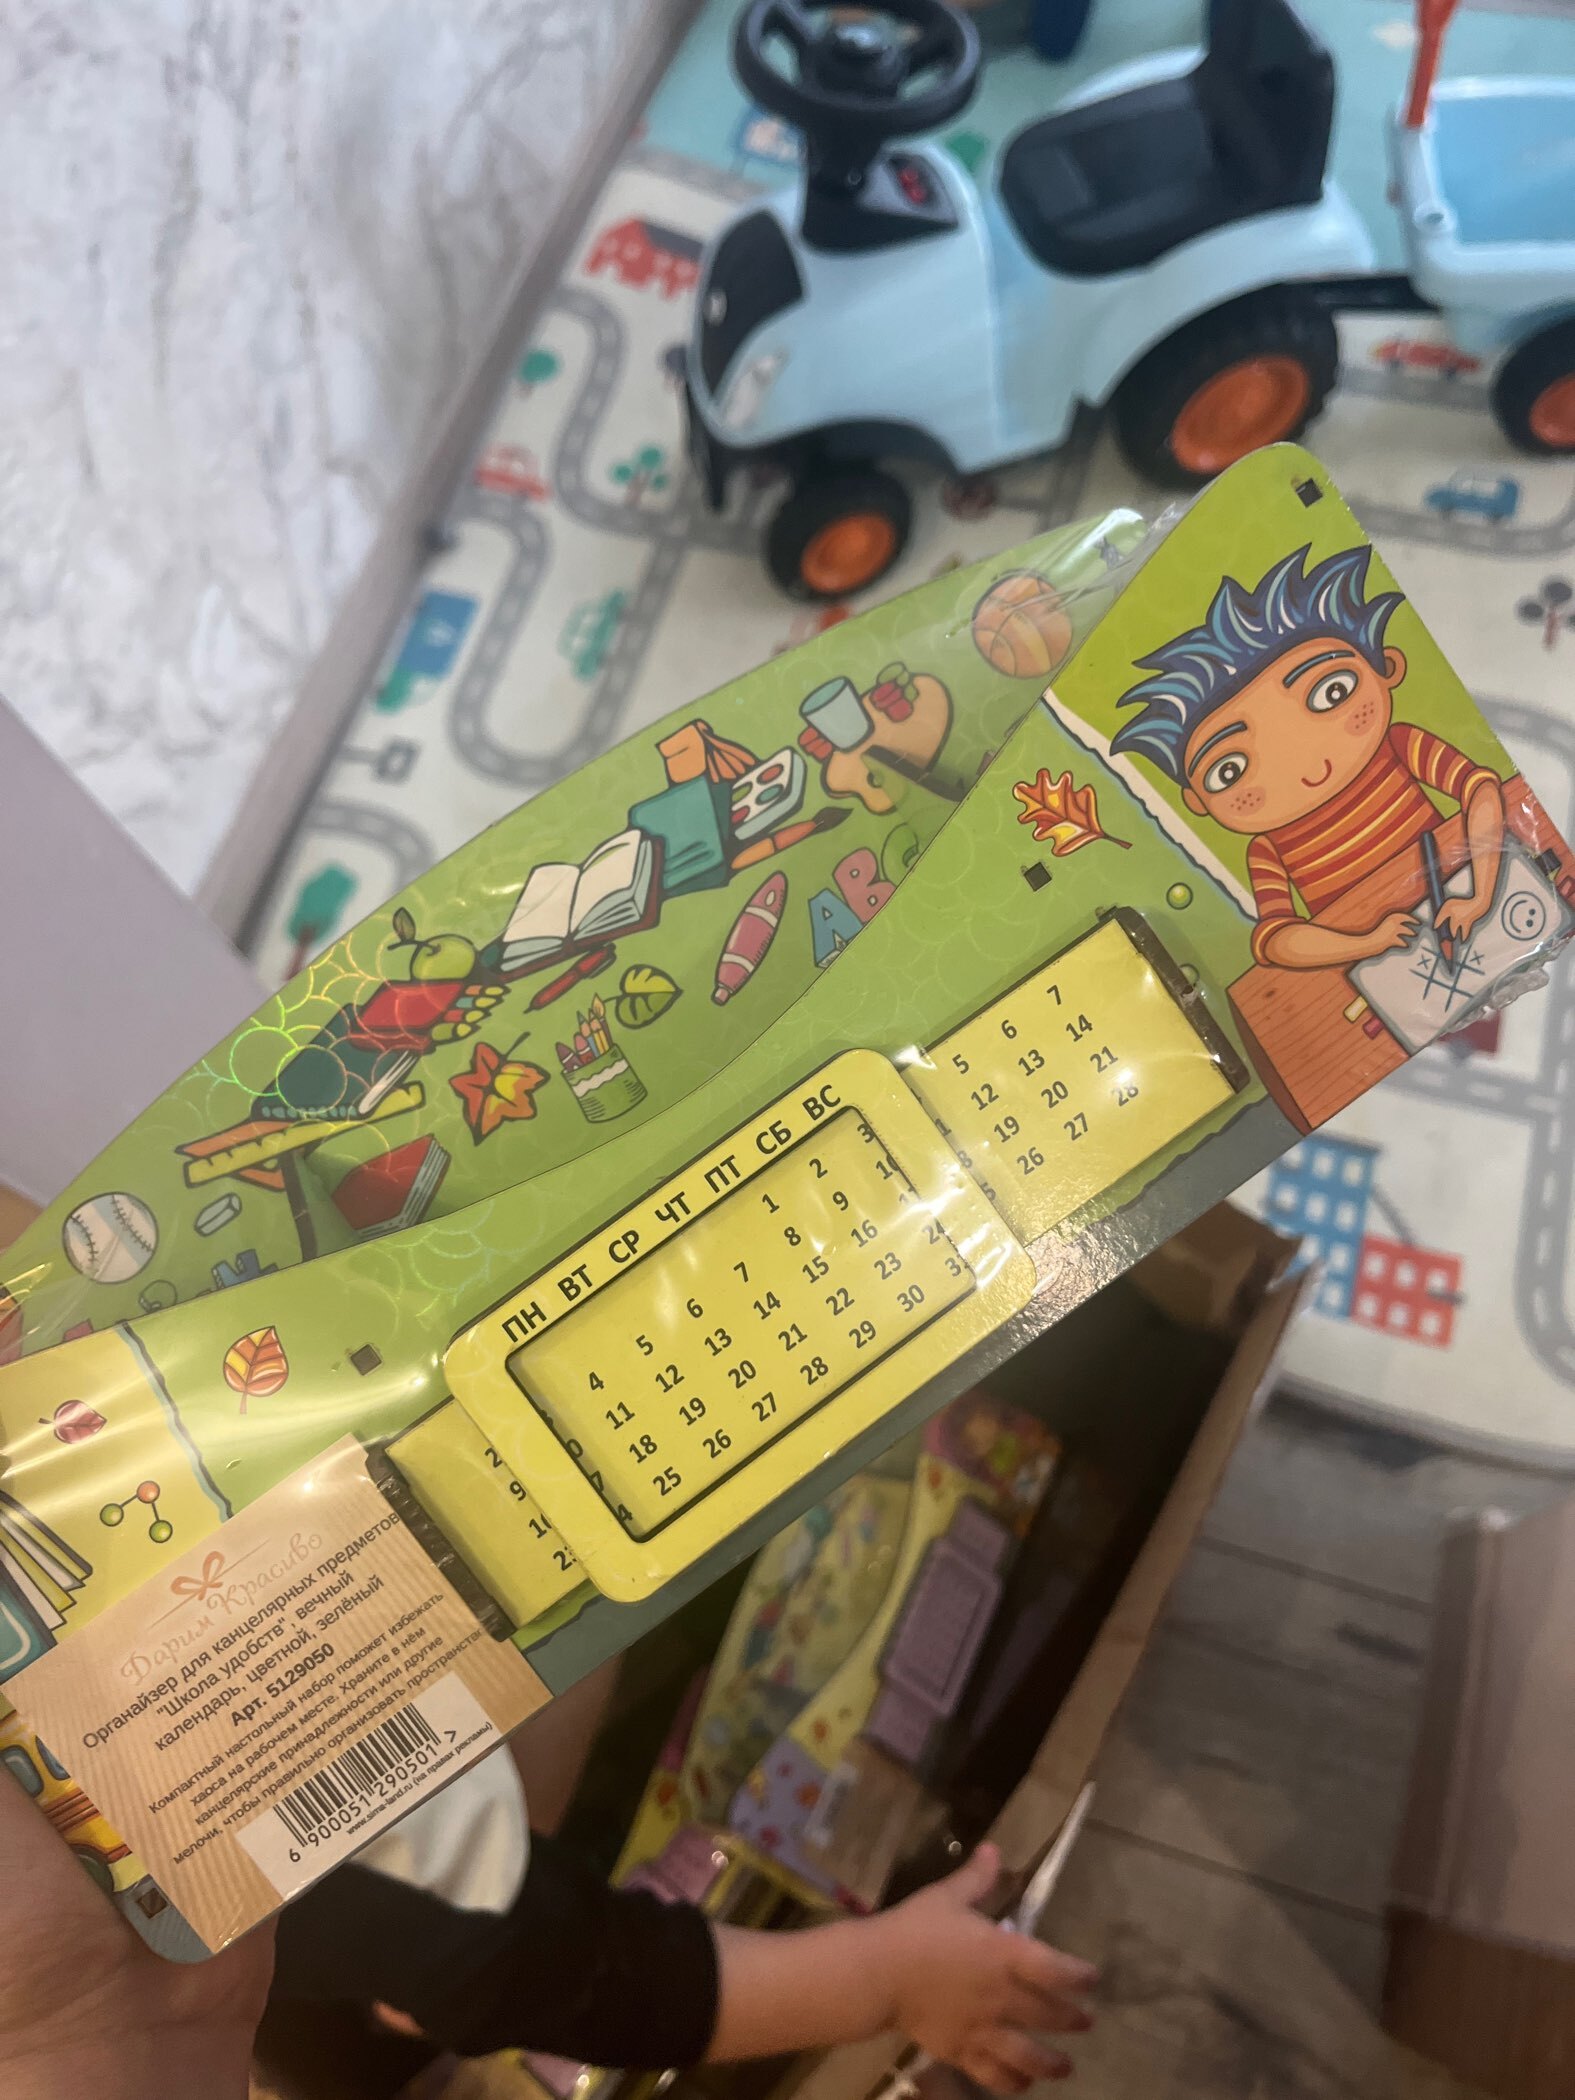 АВ
ПН ВТ СР ЧТ ПТ СБ ВС
1 2 3
4 5 6 7 8 9 10
11 12 13 14 15 16 17
18 19 20 21 22 23 24
25 26 27 28 29 30 31
5 6 7
12 13 14
19 20 21
26 27 28
Дарим Красиво
Органайзер для канцелярных предметов
"Школа удобств", вечный
календарь, цветной, зелёный
Арт. 5129050
Компактный настольный набор поможет избежать
хаоса на рабочем месте. Храните в нём
канцелярские принадлежности или другие
мелочи, чтобы правильно организовать пространство
6 900051 290501 >
www.sima-land.ru (на правах рекламы)